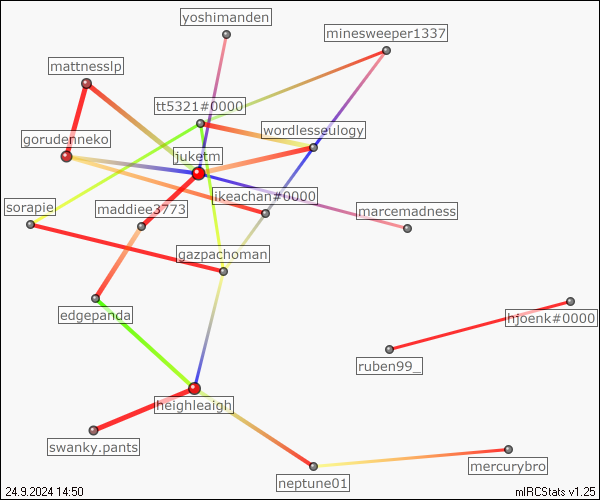 yoshimanden
minesweeper1337
mattnesslp
tt5321#0000
wordlesseulogy
gorudenneko
juketm
ikeachan#0000
sorapie
maddiee3773
marcemadness
gazpachoman
edgepanda
hjoenk#0000
ruben99_
heighleaigh
swanky.pants
mercurybro
neptune01
24.9.2024 14:50
mIRCStats v1.25